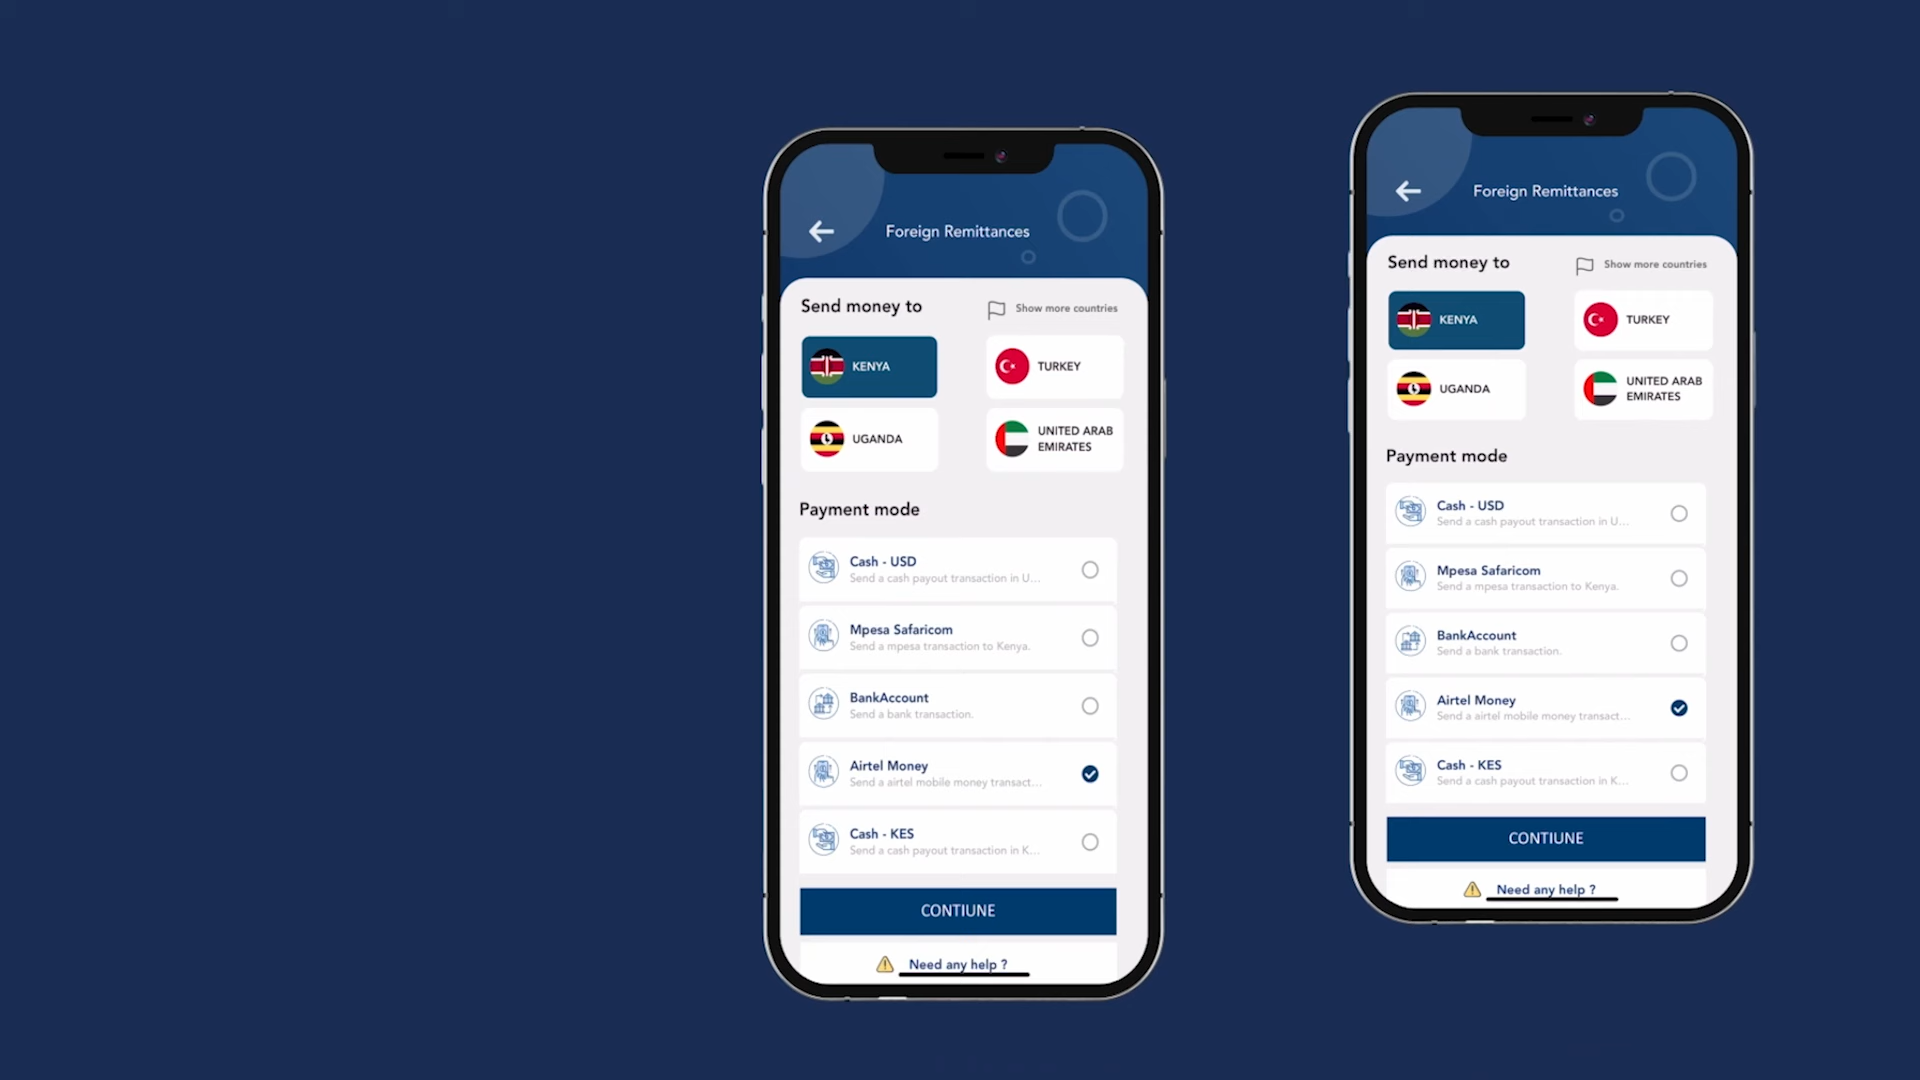 Foreign Remittances
Send money to
Show more countries
KENYA
TURKEY
UGANDA
UNITED ARAB
EMIRATES
Payment mode
Cash - USD
Send a cash payout transaction in U...
Mpesa Safaricom
Send a mpesa transaction to Kenya.
BankAccount
Send a bank transaction.
Airtel Money
Send a airtel mobile money transact...
Cash - KES
Send a cash payout transaction in K...
CONTIUNE
Need any help ?
Foreign Remittances
Send money to
Show more countries
KENYA
TURKEY
UGANDA
UNITED ARAB
EMIRATES
Payment mode
Cash - USD
Send a cash payout transaction in U...
Mpesa Safaricom
Send a mpesa transaction to Kenya.
BankAccount
Send a bank transaction.
Airtel Money
Send a airtel mobile money transact...
Cash - KES
Send a cash payout transaction in K...
CONTIUNE
Need any help ?